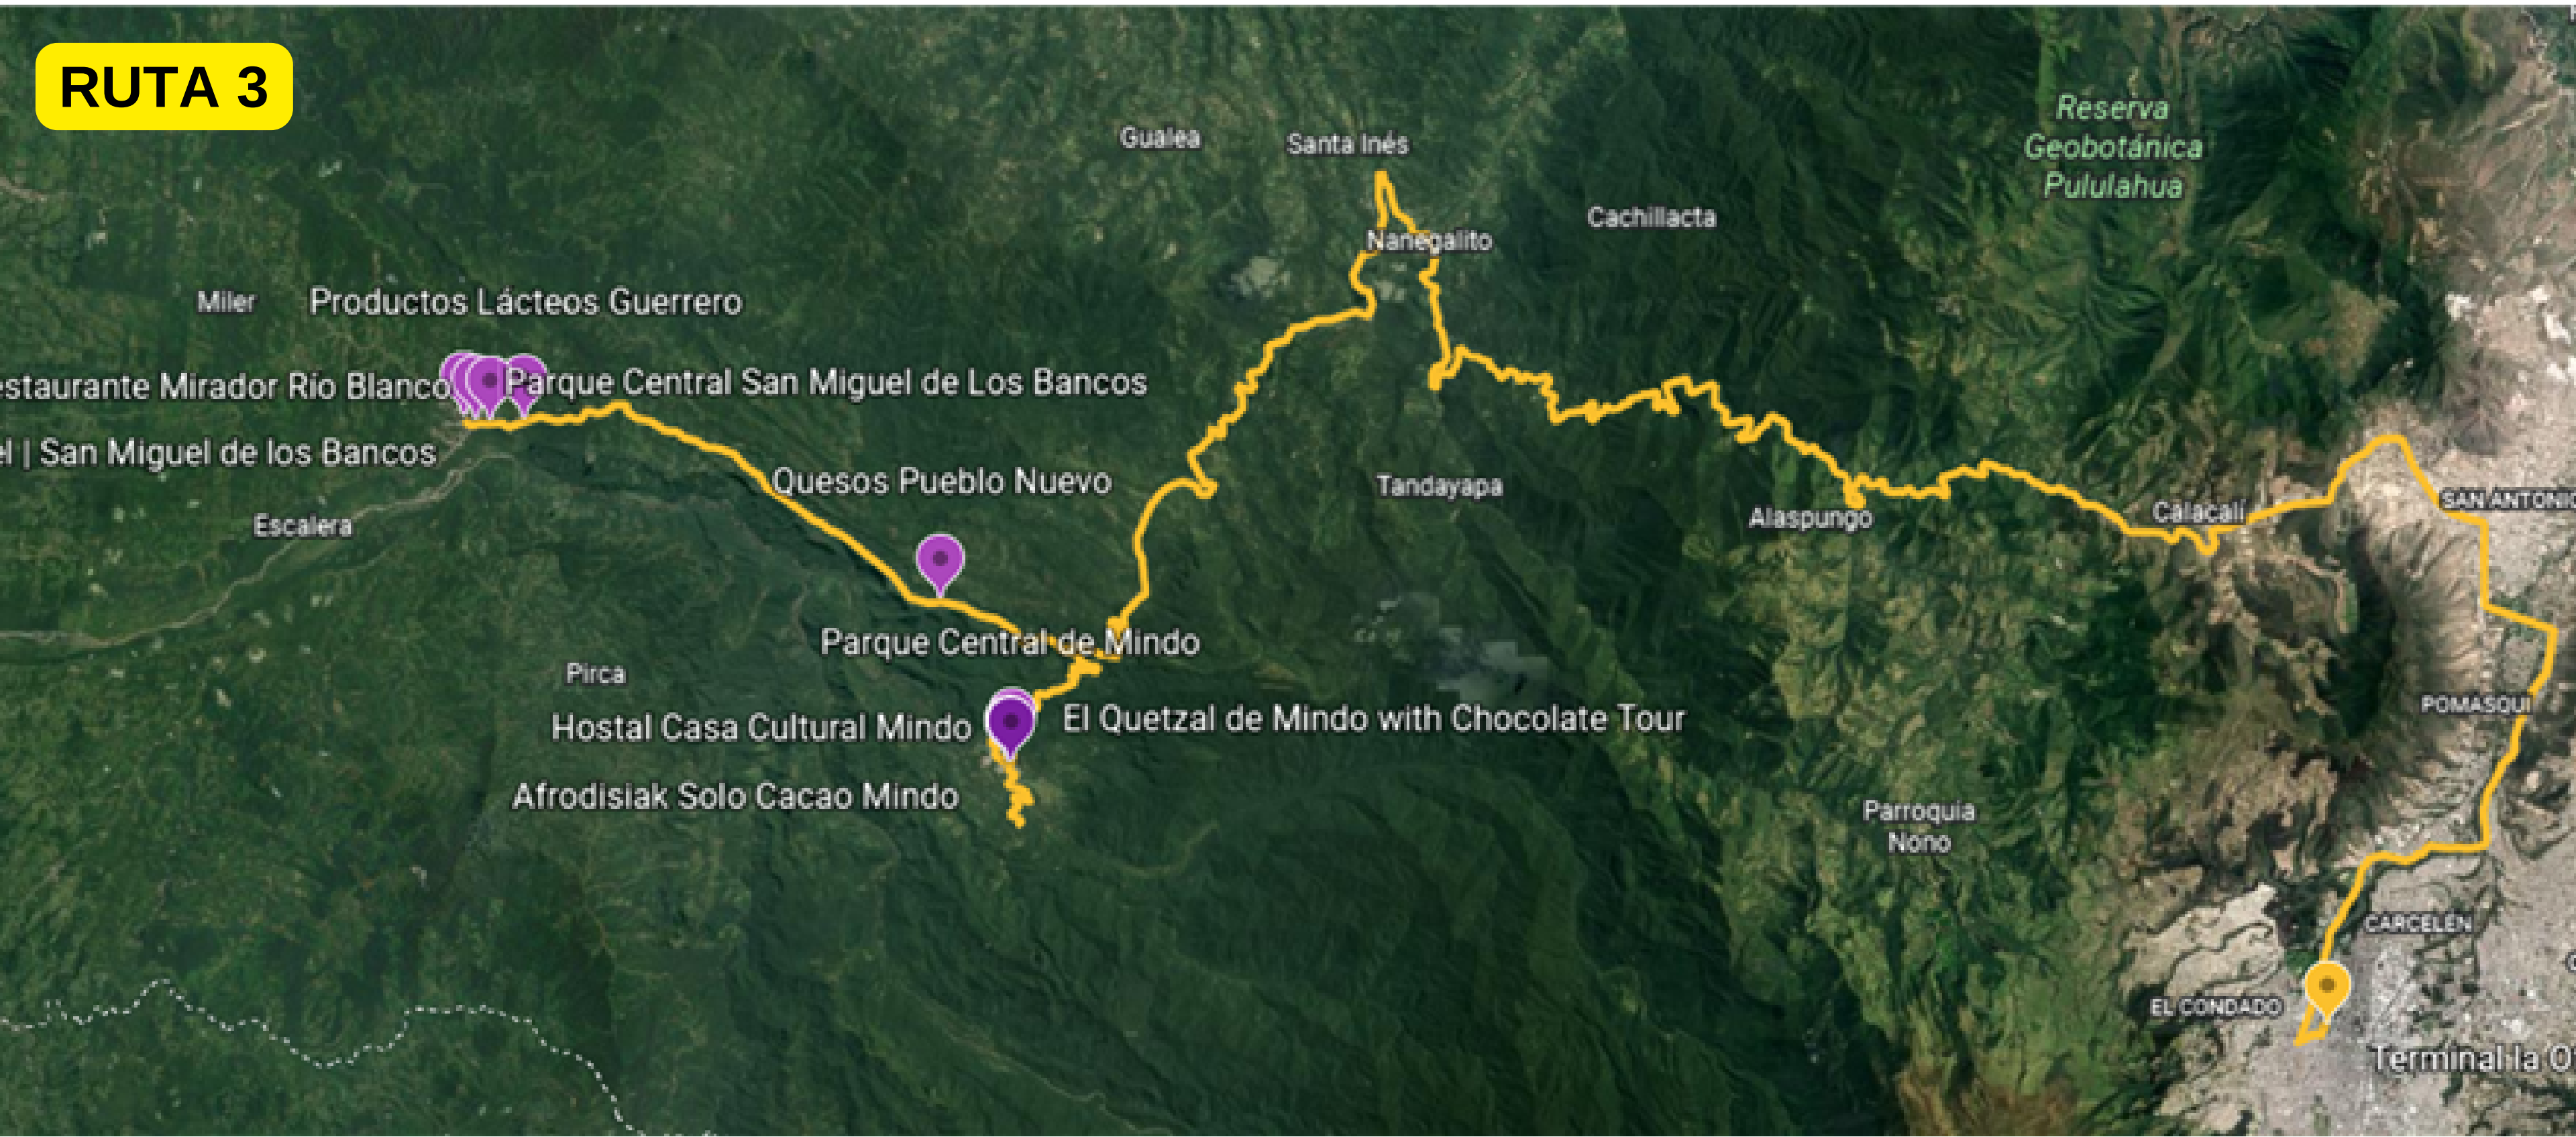 RUTA 3
Reserva
Geobotánica
Pululahua
Gualea
Santa Inés
Cachillacta
Nanegalito
Miler
Productos Lácteos Guerrero
estaurante Mirador Río Blanco
Parque Central San Miguel de Los Bancos
el | San Miguel de los Bancos
Quesos Pueblo Nuevo
Tandayapa
Escalera
Alaspungo
Calacalí
SAN ANTONIO
Parque Central de Mindo
Pirca
POMASQUI
Hostal Casa Cultural Mindo
El Quetzal de Mindo with Chocolate Tour
Afrodisiak Solo Cacao Mindo
Parroquia
Nono
CARCELÉN
EL CONDADO
Terminal la O